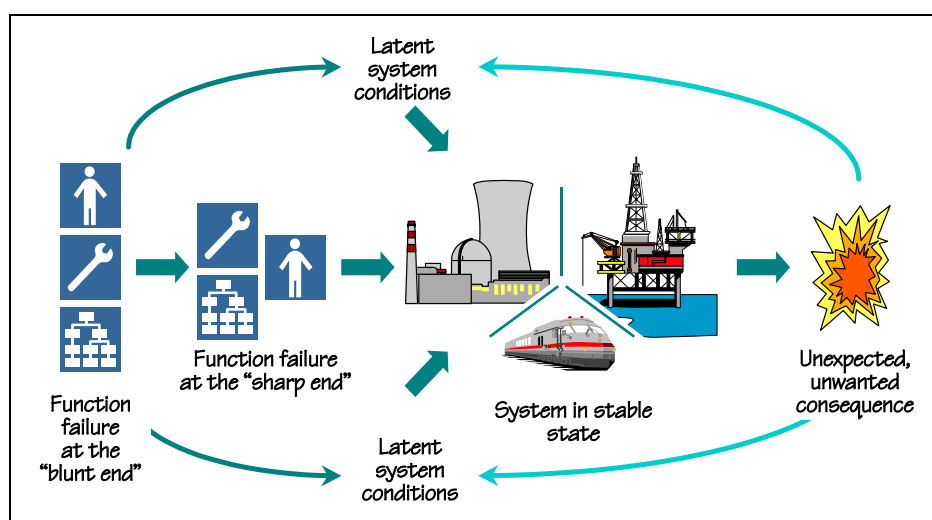 Latent
system
conditions
Function failure
at the “sharp end”
Function
failure
at the
“blunt end”
System in stable
state
Unexpected,
unwanted
consequence
Latent
system
conditions